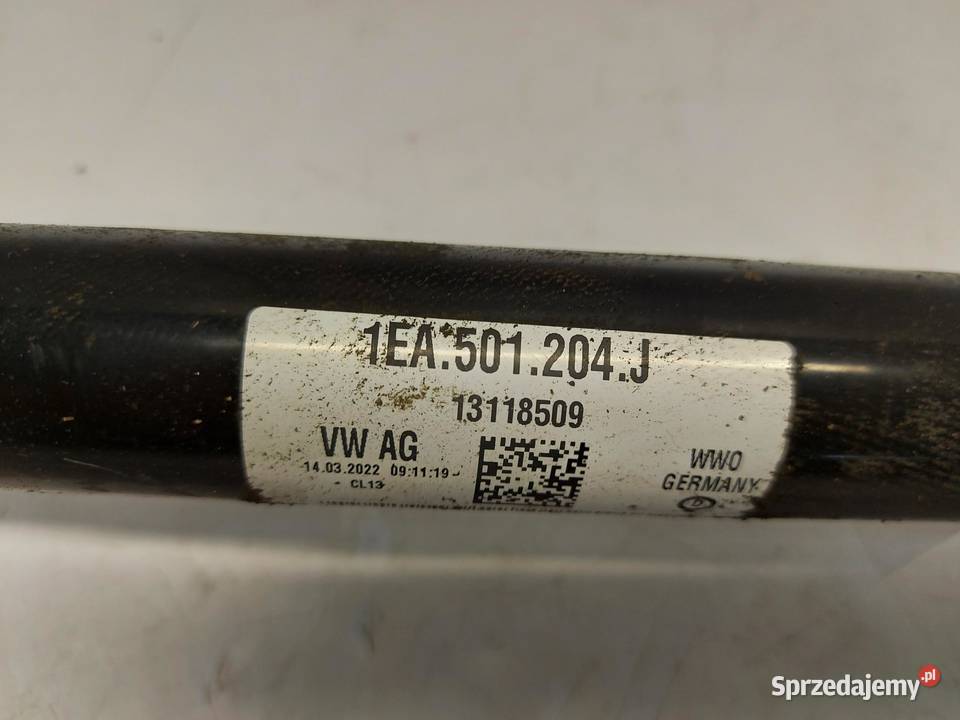 1EA.501.204.J
13118509
VW AG
14.03.2022 09:11:19
CL13
WWO
GERMANY
Sprzedajemy.pl